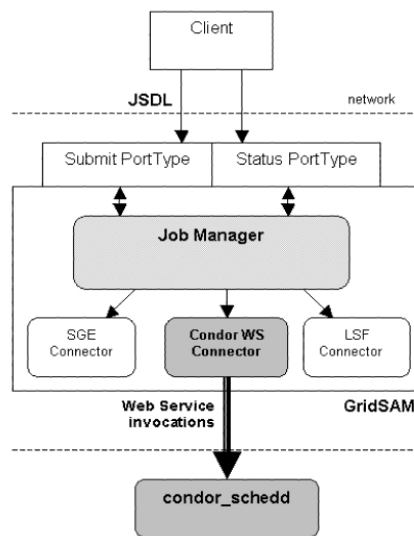 Client
JSDL
network
Submit PortType
Status PortType
Job Manager
SGE
Connector
Condor WS
Connector
LSF
Connector
Web Service
invocations
GridSAM
condor_schedd